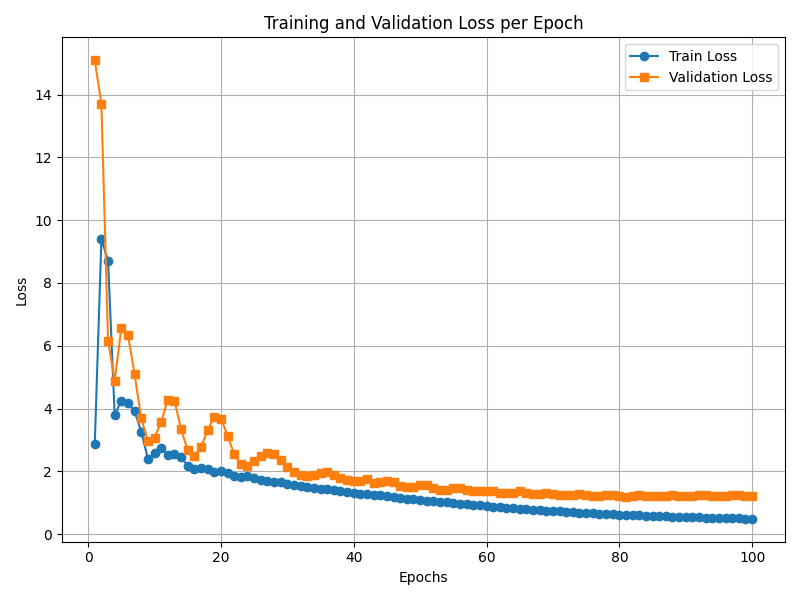 Training and Validation Loss per Epoch
Train Loss
Validation Loss
14
12
10
8
6
4
2
0
Loss
0 20 40 60 80 100
Epochs